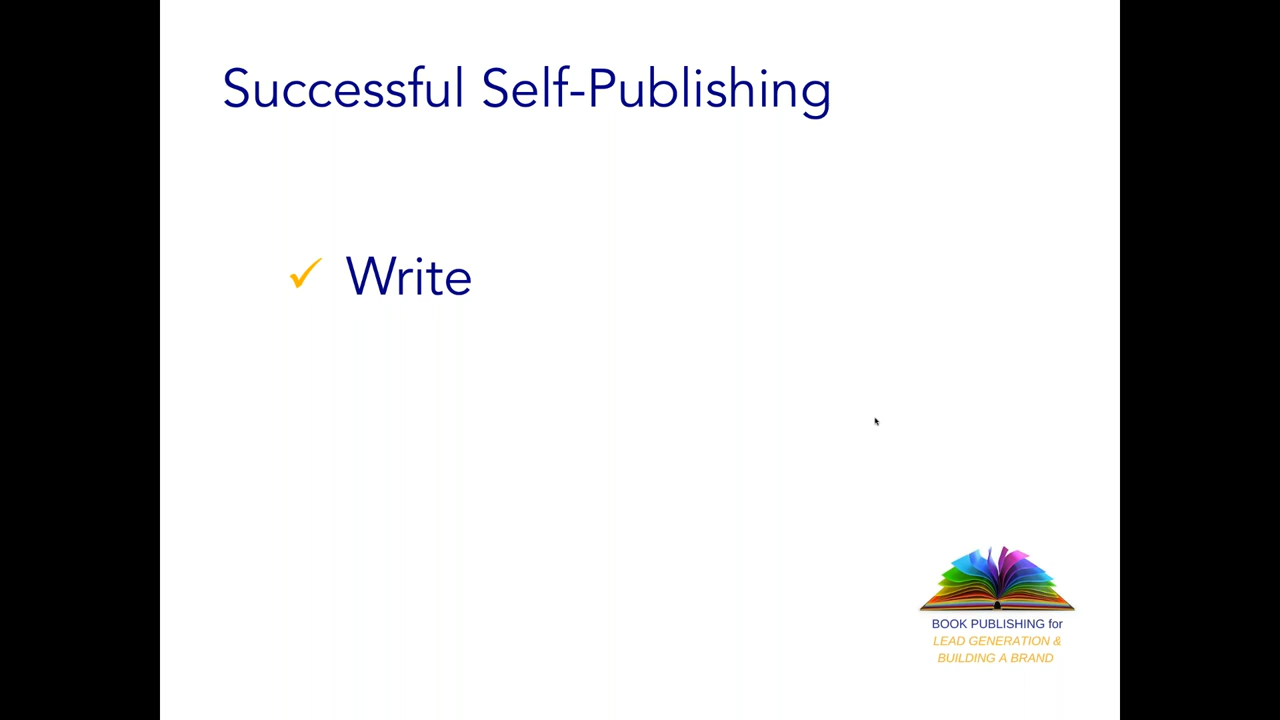 Successful Self-Publishing
✓ Write
BOOK PUBLISHING for
LEAD GENERATION &
BUILDING A BRAND